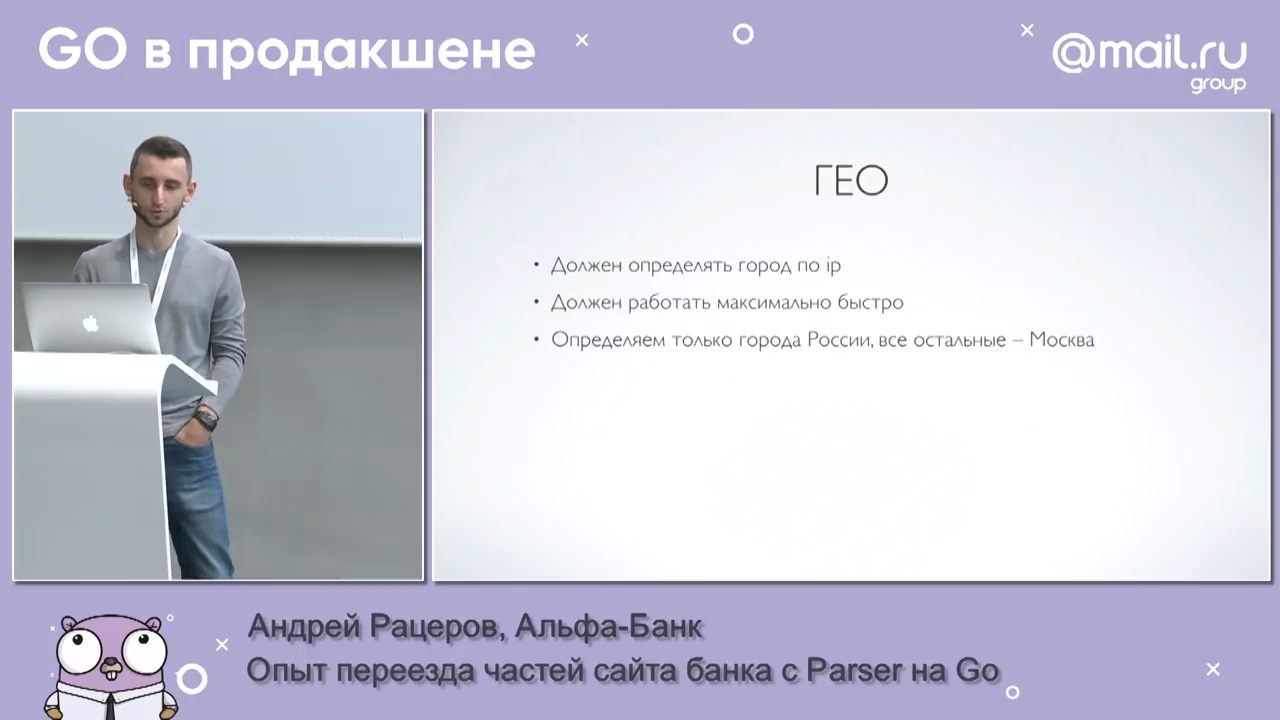 GO в продакшене
@mail.ru
group
ГЕО
• Должен определять город по ip
• Должен работать максимально быстро
• Определяем только города России, все остальные – Москва
Андрей Рацеров, Альфа-Банк
Опыт переезда частей сайта банка с Parser на Go